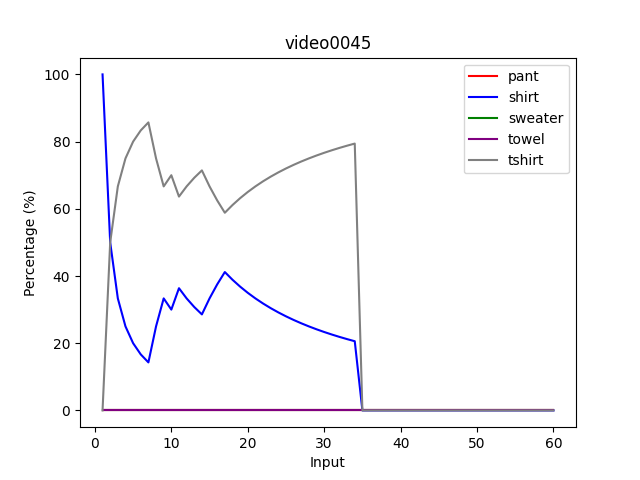 video0045
100
80
60
40
20
0
Percentage (%)
0 10 20 30 40 50 60
Input
pant
shirt
sweater
towel
tshirt